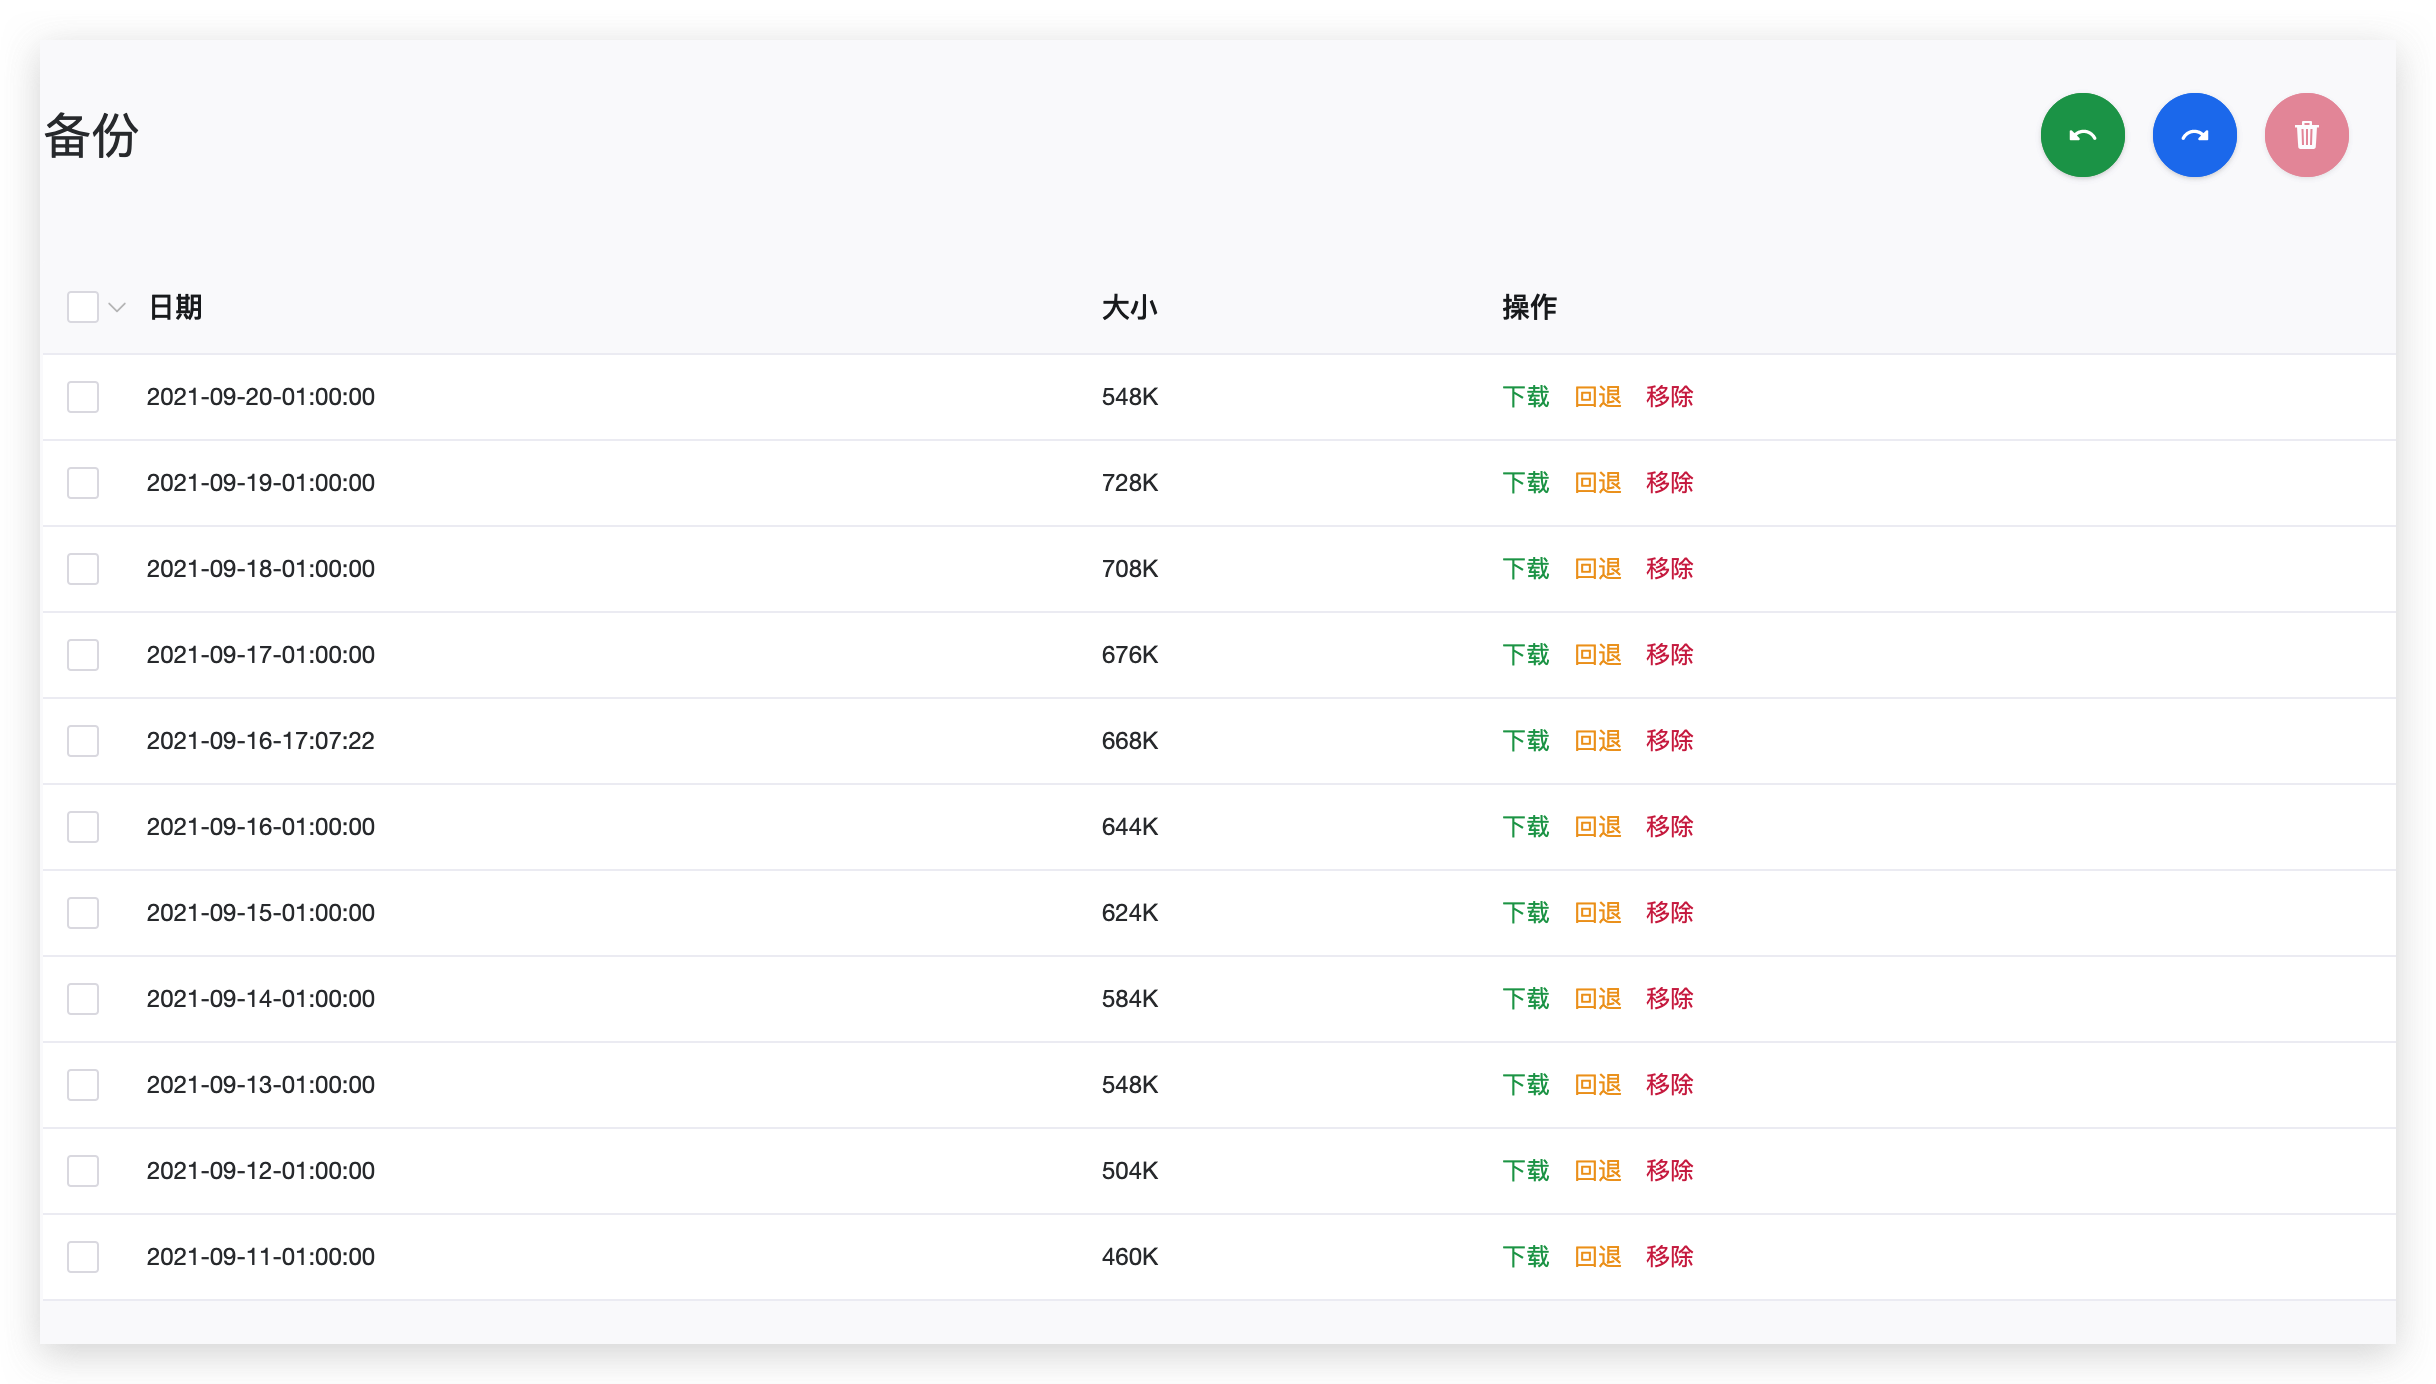 备份
日期 大小 操作
2021-09-20-01:00:00 548K 下载 回退 移除
2021-09-19-01:00:00 728K 下载 回退 移除
2021-09-18-01:00:00 708K 下载 回退 移除
2021-09-17-01:00:00 676K 下载 回退 移除
2021-09-16-17:07:22 668K 下载 回退 移除
2021-09-16-01:00:00 644K 下载 回退 移除
2021-09-15-01:00:00 624K 下载 回退 移除
2021-09-14-01:00:00 584K 下载 回退 移除
2021-09-13-01:00:00 548K 下载 回退 移除
2021-09-12-01:00:00 504K 下载 回退 移除
2021-09-11-01:00:00 460K 下载 回退 移除